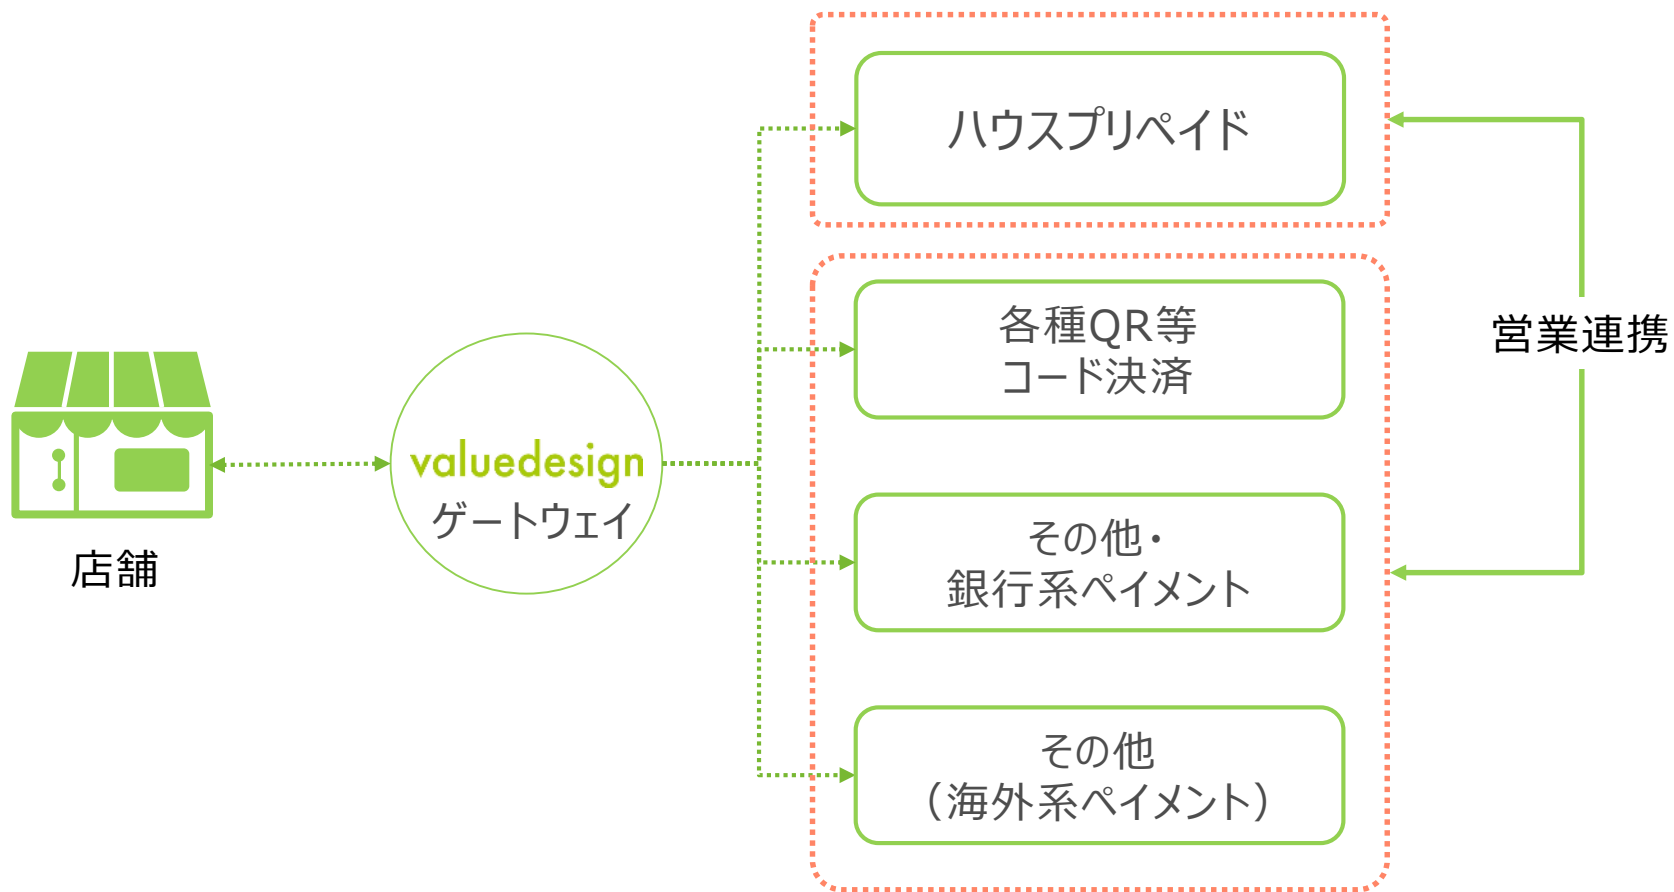 ハウスプリペイド
各種QR等
コード決済
営業連携
valuedesign
ゲートウェイ
店舗
その他・
銀行系ペイメント
その他
（海外系ペイメント）